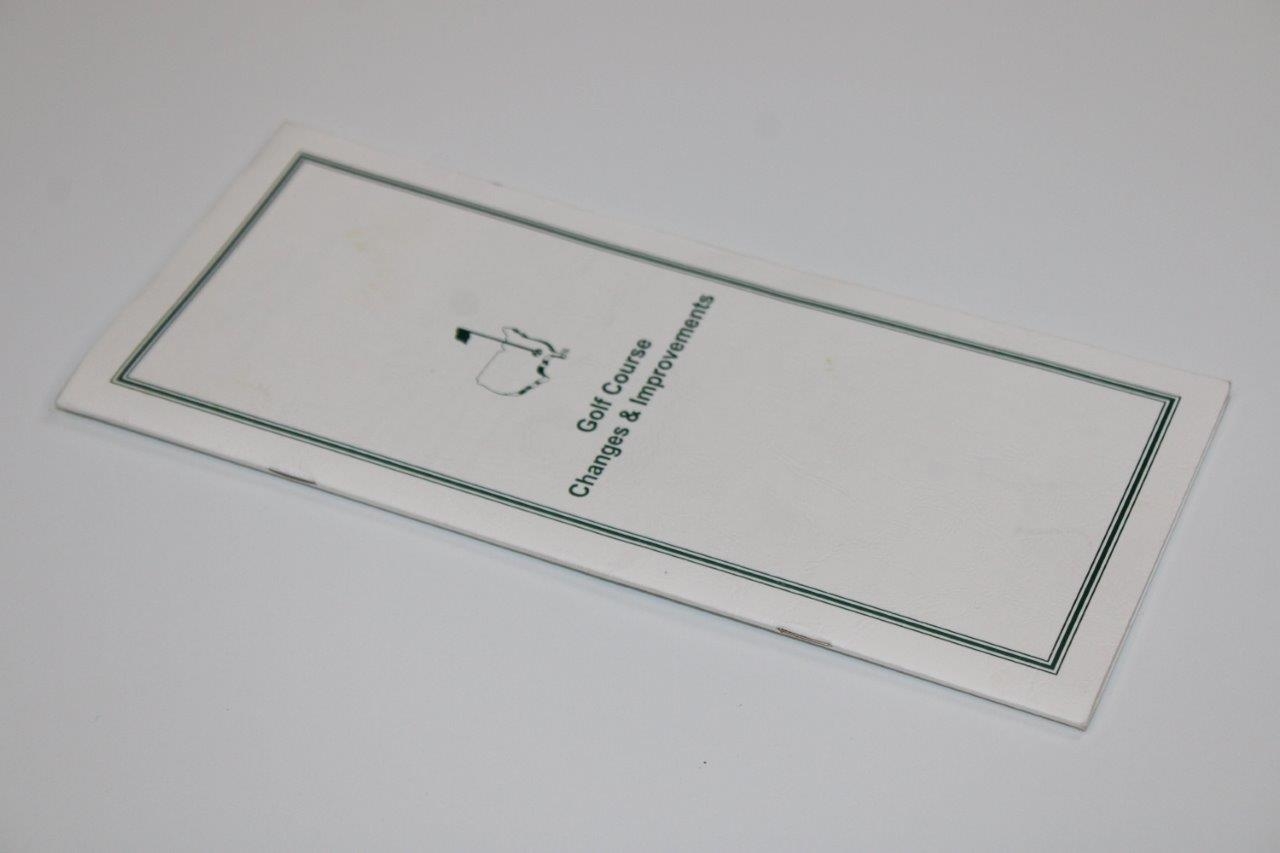 Golf Course
Changes & Improvements